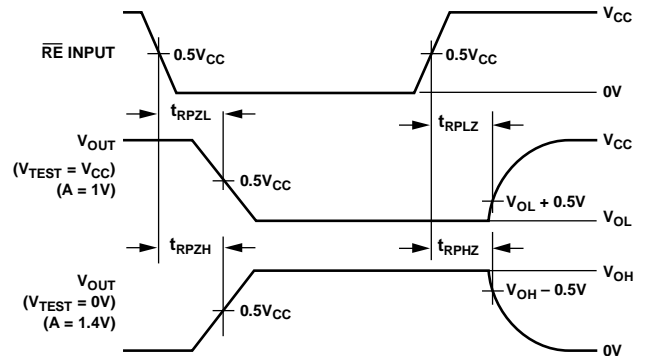 V_CC
RE INPUT
0.5V_CC
0.5V_CC
0V
t_RPZL
t_RPLZ
V_OUT
(V_TEST = V_CC)
(A = 1V)
V_CC
0.5V_CC
V_OL + 0.5V
V_OL
t_RPZH
t_RPHZ
V_OUT
(V_TEST = 0V)
(A = 1.4V)
V_OH
V_OH – 0.5V
0.5V_CC
0V